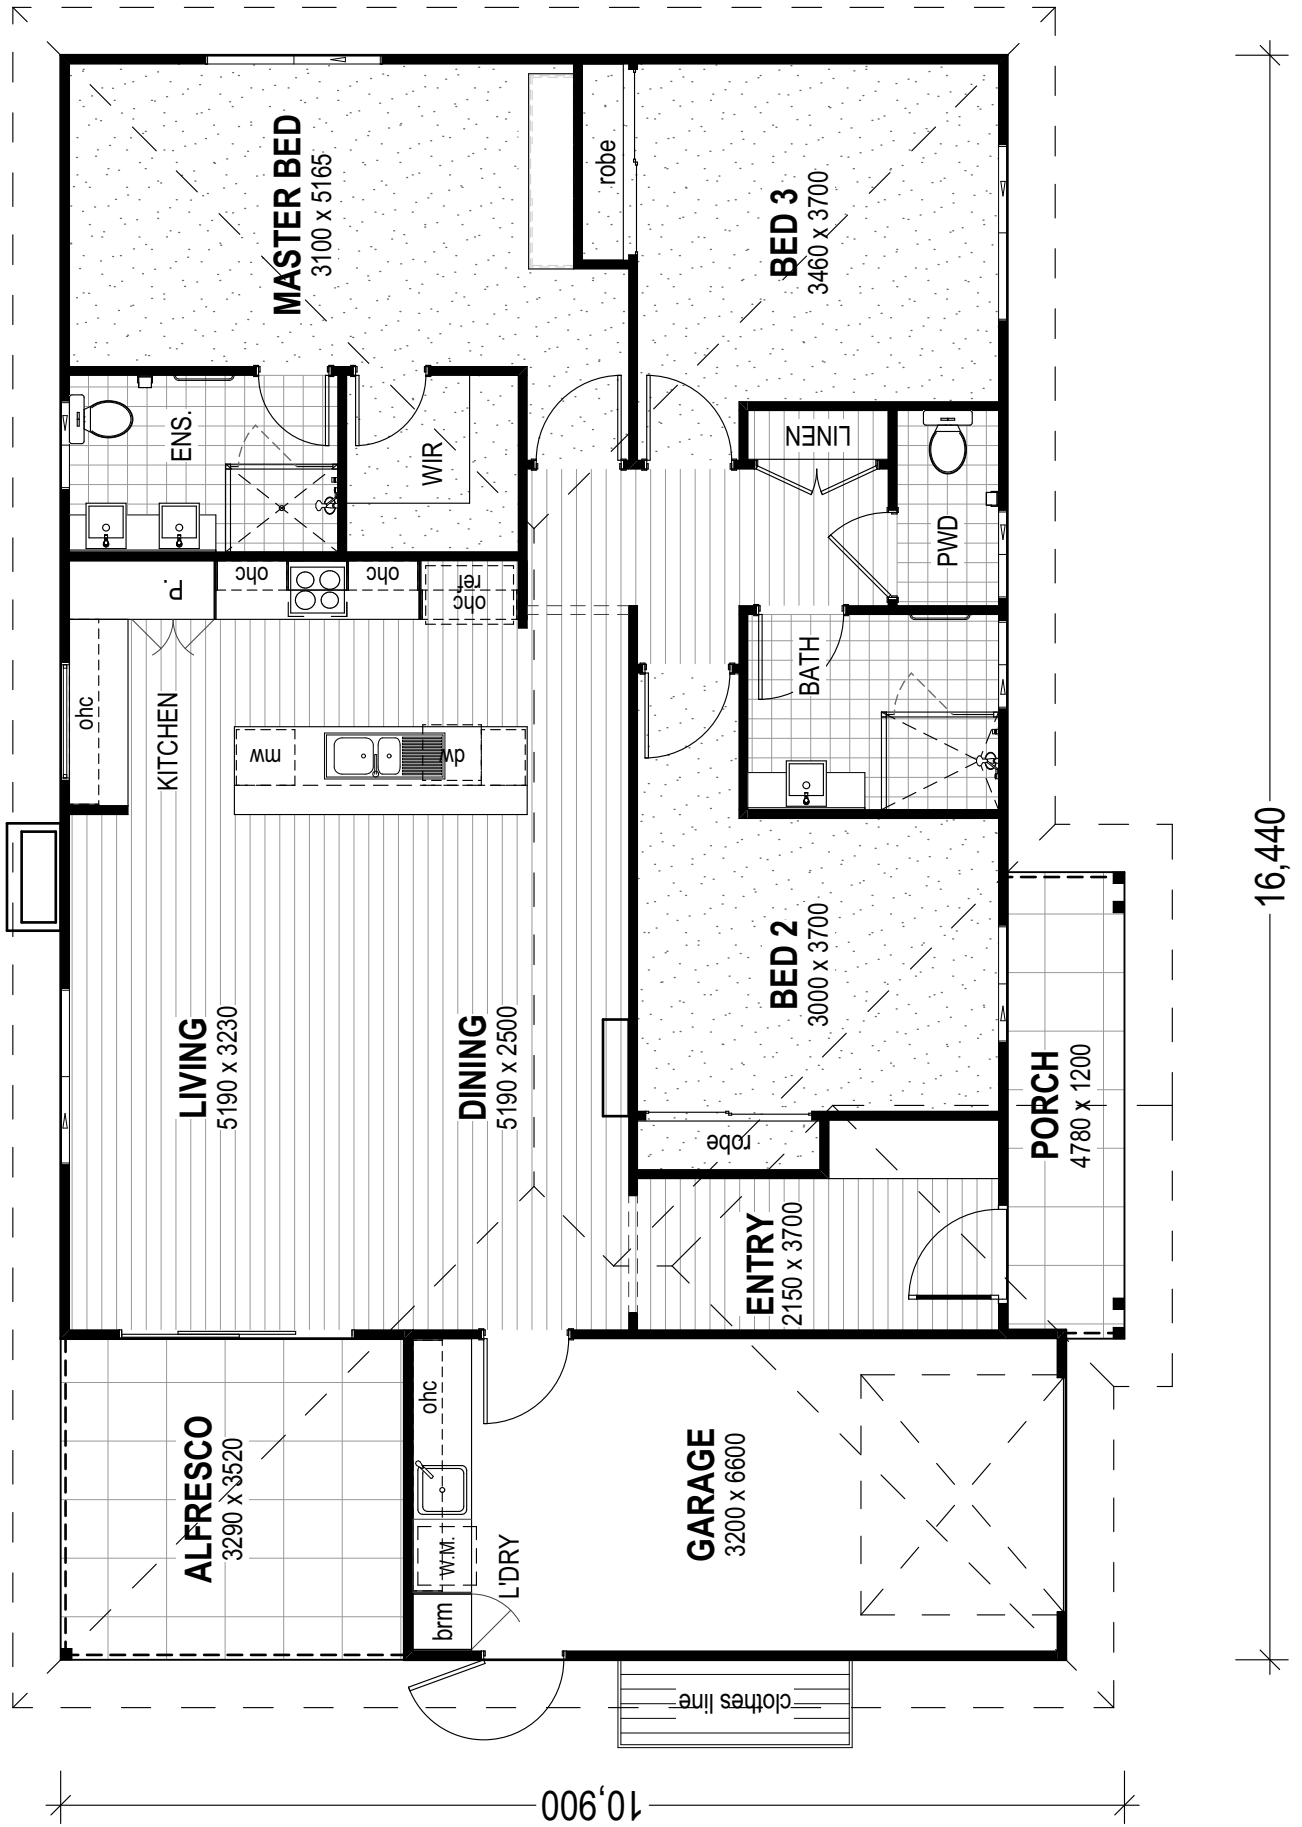 MASTER BED
3100 x 5165
robe
BED 3
3460 x 3700
ENS.
WIR
LINEN
PWD
P.
ohc
ohc
ohc
ref
ohc
KITCHEN
mw
dw
BATH
LIVING
5190 x 3230
DINING
5190 x 2500
BED 2
3000 x 3700
robe
PORCH
4780 x 1200
ENTRY
2150 x 3700
ALFRESCO
3290 x 3520
ohc
W.M.
brm
L'DRY
GARAGE
3200 x 6600
clothes line
16,440
10,900